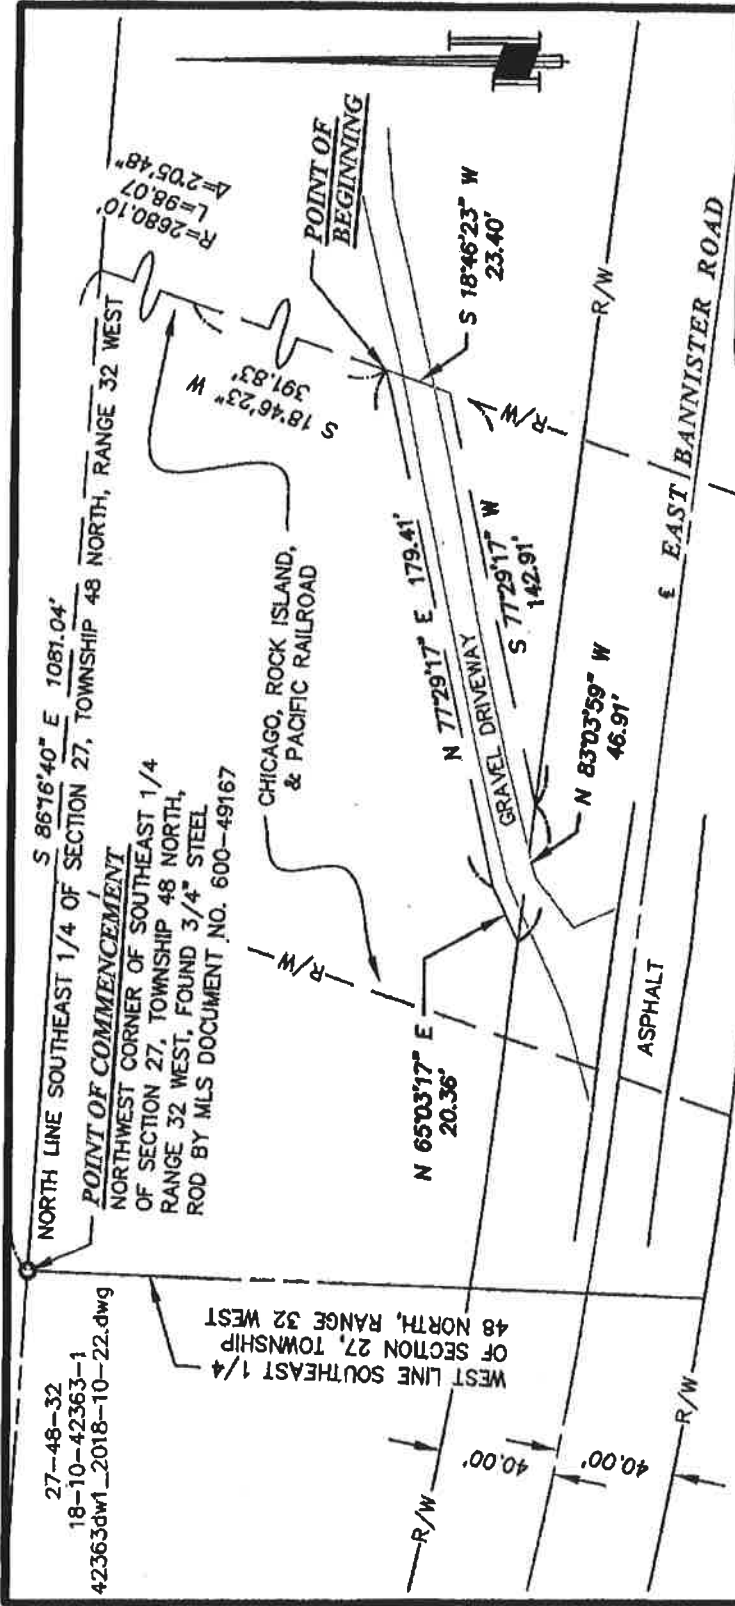 27-48-32
18-10-42363-1
42363dw1_2018-10-22.dwg
NORTH LINE SOUTHEAST 1/4 OF SECTION 27, TOWNSHIP 48 NORTH, RANGE 32 WEST
S 86°16'40" E 1081.04'
POINT OF COMMENCEMENT
NORTHWEST CORNER OF SOUTHEAST 1/4
OF SECTION 27, TOWNSHIP 48 NORTH,
RANGE 32 WEST, FOUND 3/4" STEEL
ROD BY MLS DOCUMENT NO. 600-49167
R=2680.10'
L=98.07
Δ=2°05'48"
S 18°46'23" W
391.83'
POINT OF
BEGINNING
CHICAGO, ROCK ISLAND,
& PACIFIC RAILROAD
WEST LINE SOUTHEAST 1/4
OF SECTION 27, TOWNSHIP
48 NORTH, RANGE 32 WEST
R/W
N 77°29'17" E 179.41'
S 18°46'23" W
23.40'
GRAVEL DRIVEWAY
S 77°29'17" W
142.91'
R/W
N 65°03'17" E
20.36'
N 83°03'59" W
46.91'
R/W
R/W
40.00'
40.00'
ASPHALT
℄ EAST BANNISTER ROAD
R/W